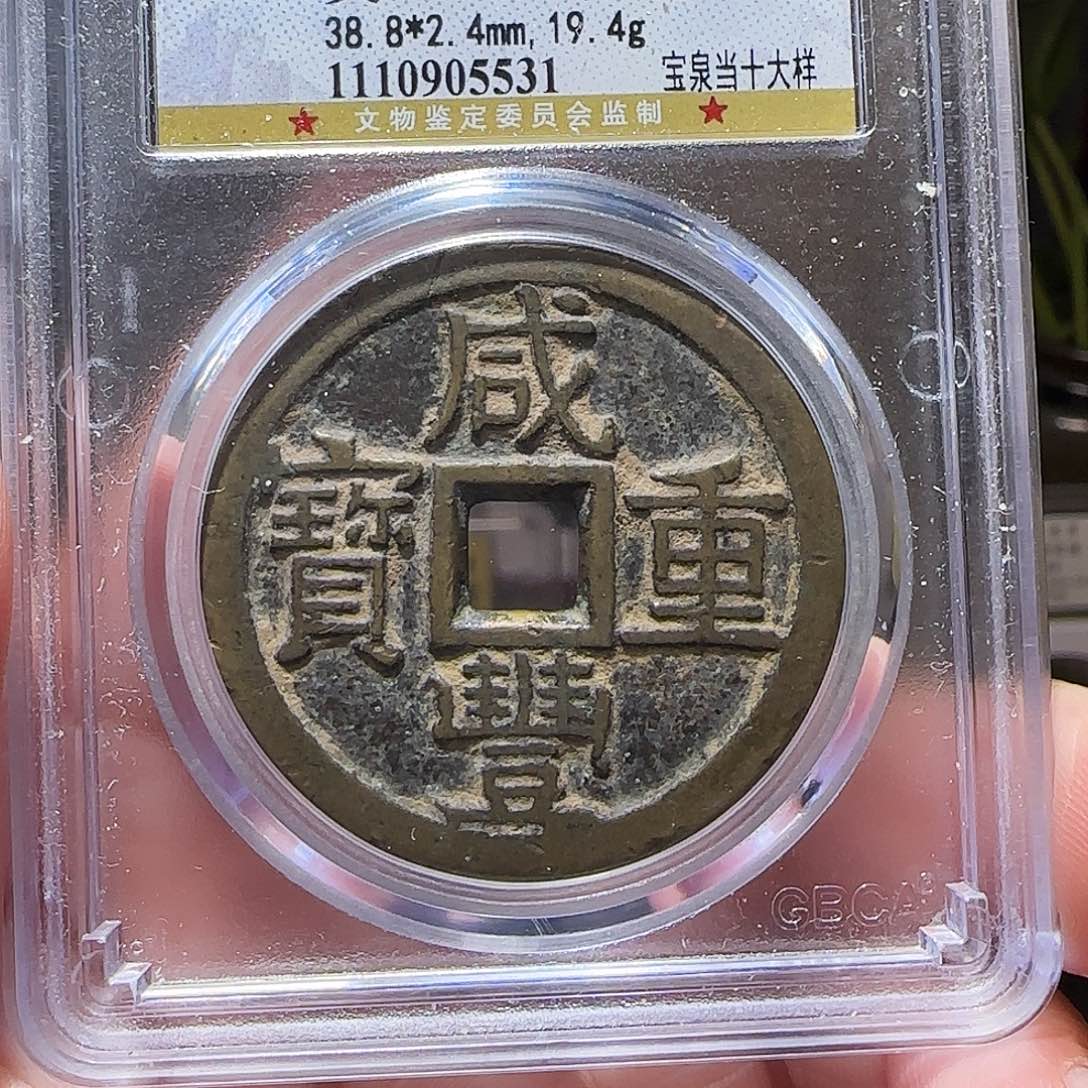 38.8*2.4mm, 19.4g
1110905531 宝泉当十大样
文物鉴定委员会监制
咸
豐
重
寶
GBCA